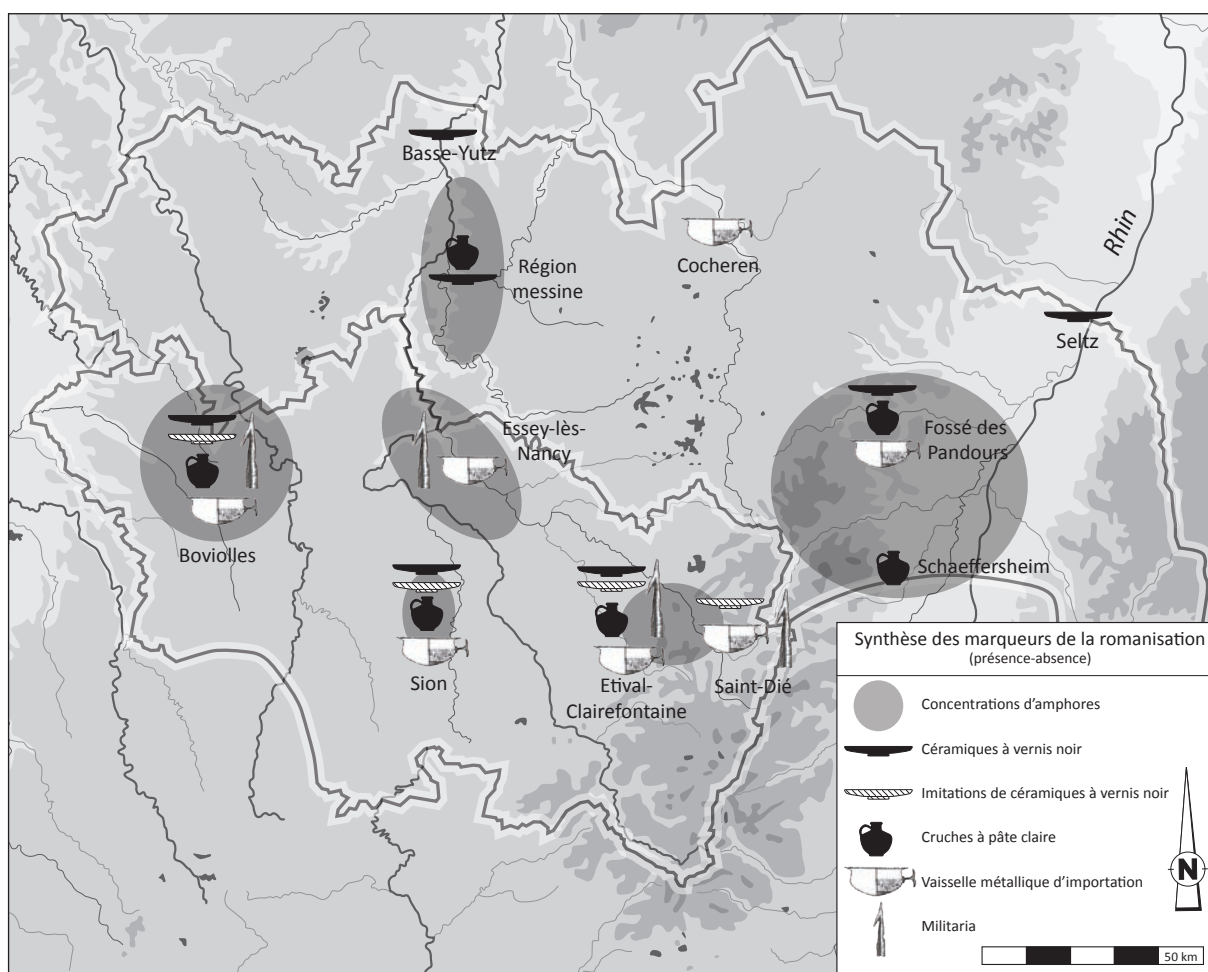 Basse-Yutz
Région
messine
Cocheren
Rhin
Seltz
Essey-lès-
Nancy
Fossé des
Pandours
Boviolles
Schaeffersheim
Sion
Etival-
Clairefontaine
Saint-Dié
Synthèse des marqueurs de la romanisation
(présence-absence)
Concentrations d'amphores
Céramiques à vernis noir
Imitations de céramiques à vernis noir
Cruches à pâte claire
Vaisselle métallique d'importation
Militaria
N
50 km